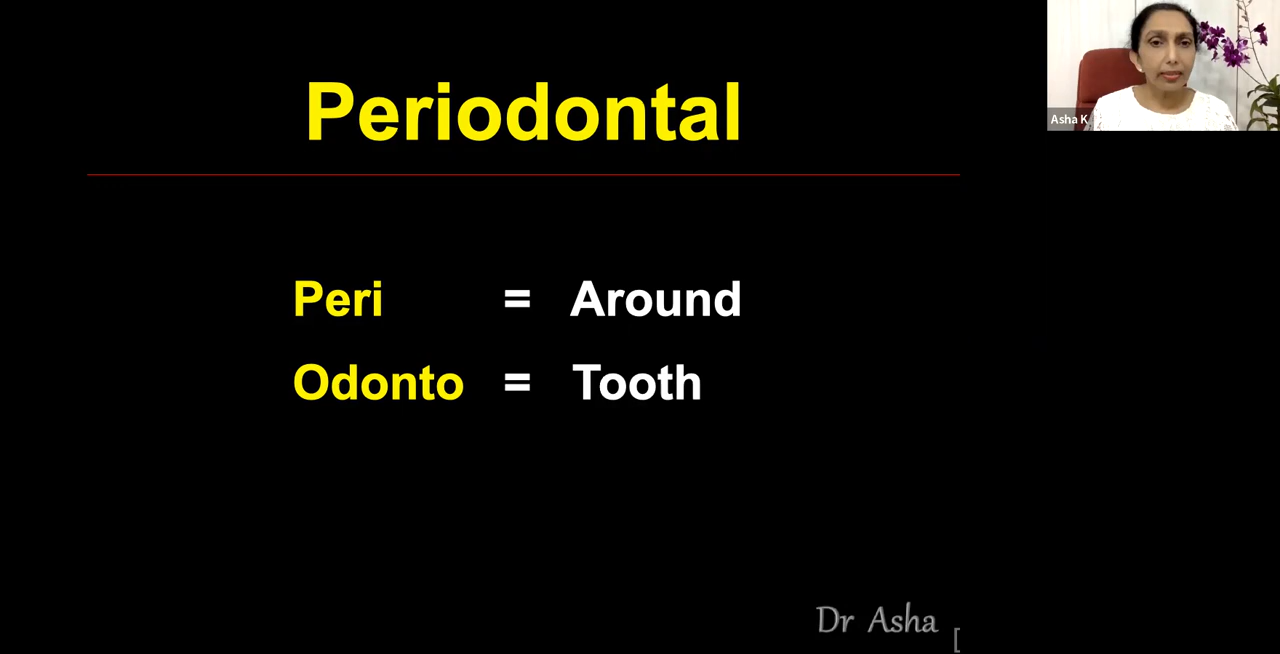 Periodontal
Asha K
Peri = Around
Odonto = Tooth
Dr Asha
[